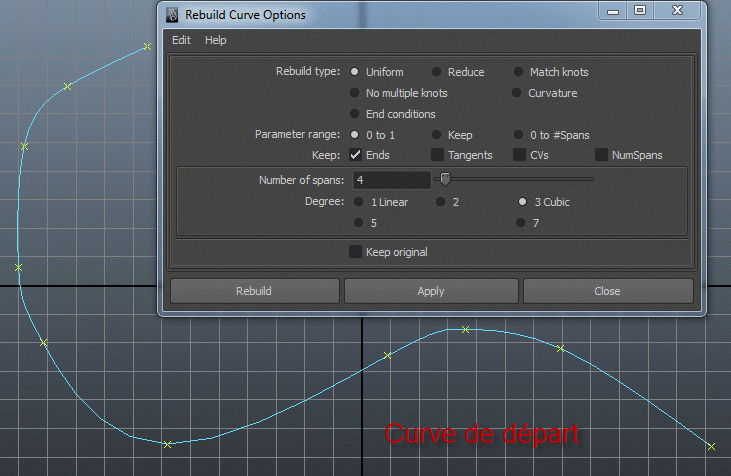 Rebuild Curve Options
Edit Help
Rebuild type: Uniform Reduce Match knots
No multiple knots Curvature
End conditions
Parameter range: 0 to 1 Keep 0 to #Spans
Keep: Ends Tangents CVs NumSpans
Number of spans: 4
Degree: 1 Linear 2 3 Cubic
5 7
Keep original
Rebuild Apply Close
Curve de départ